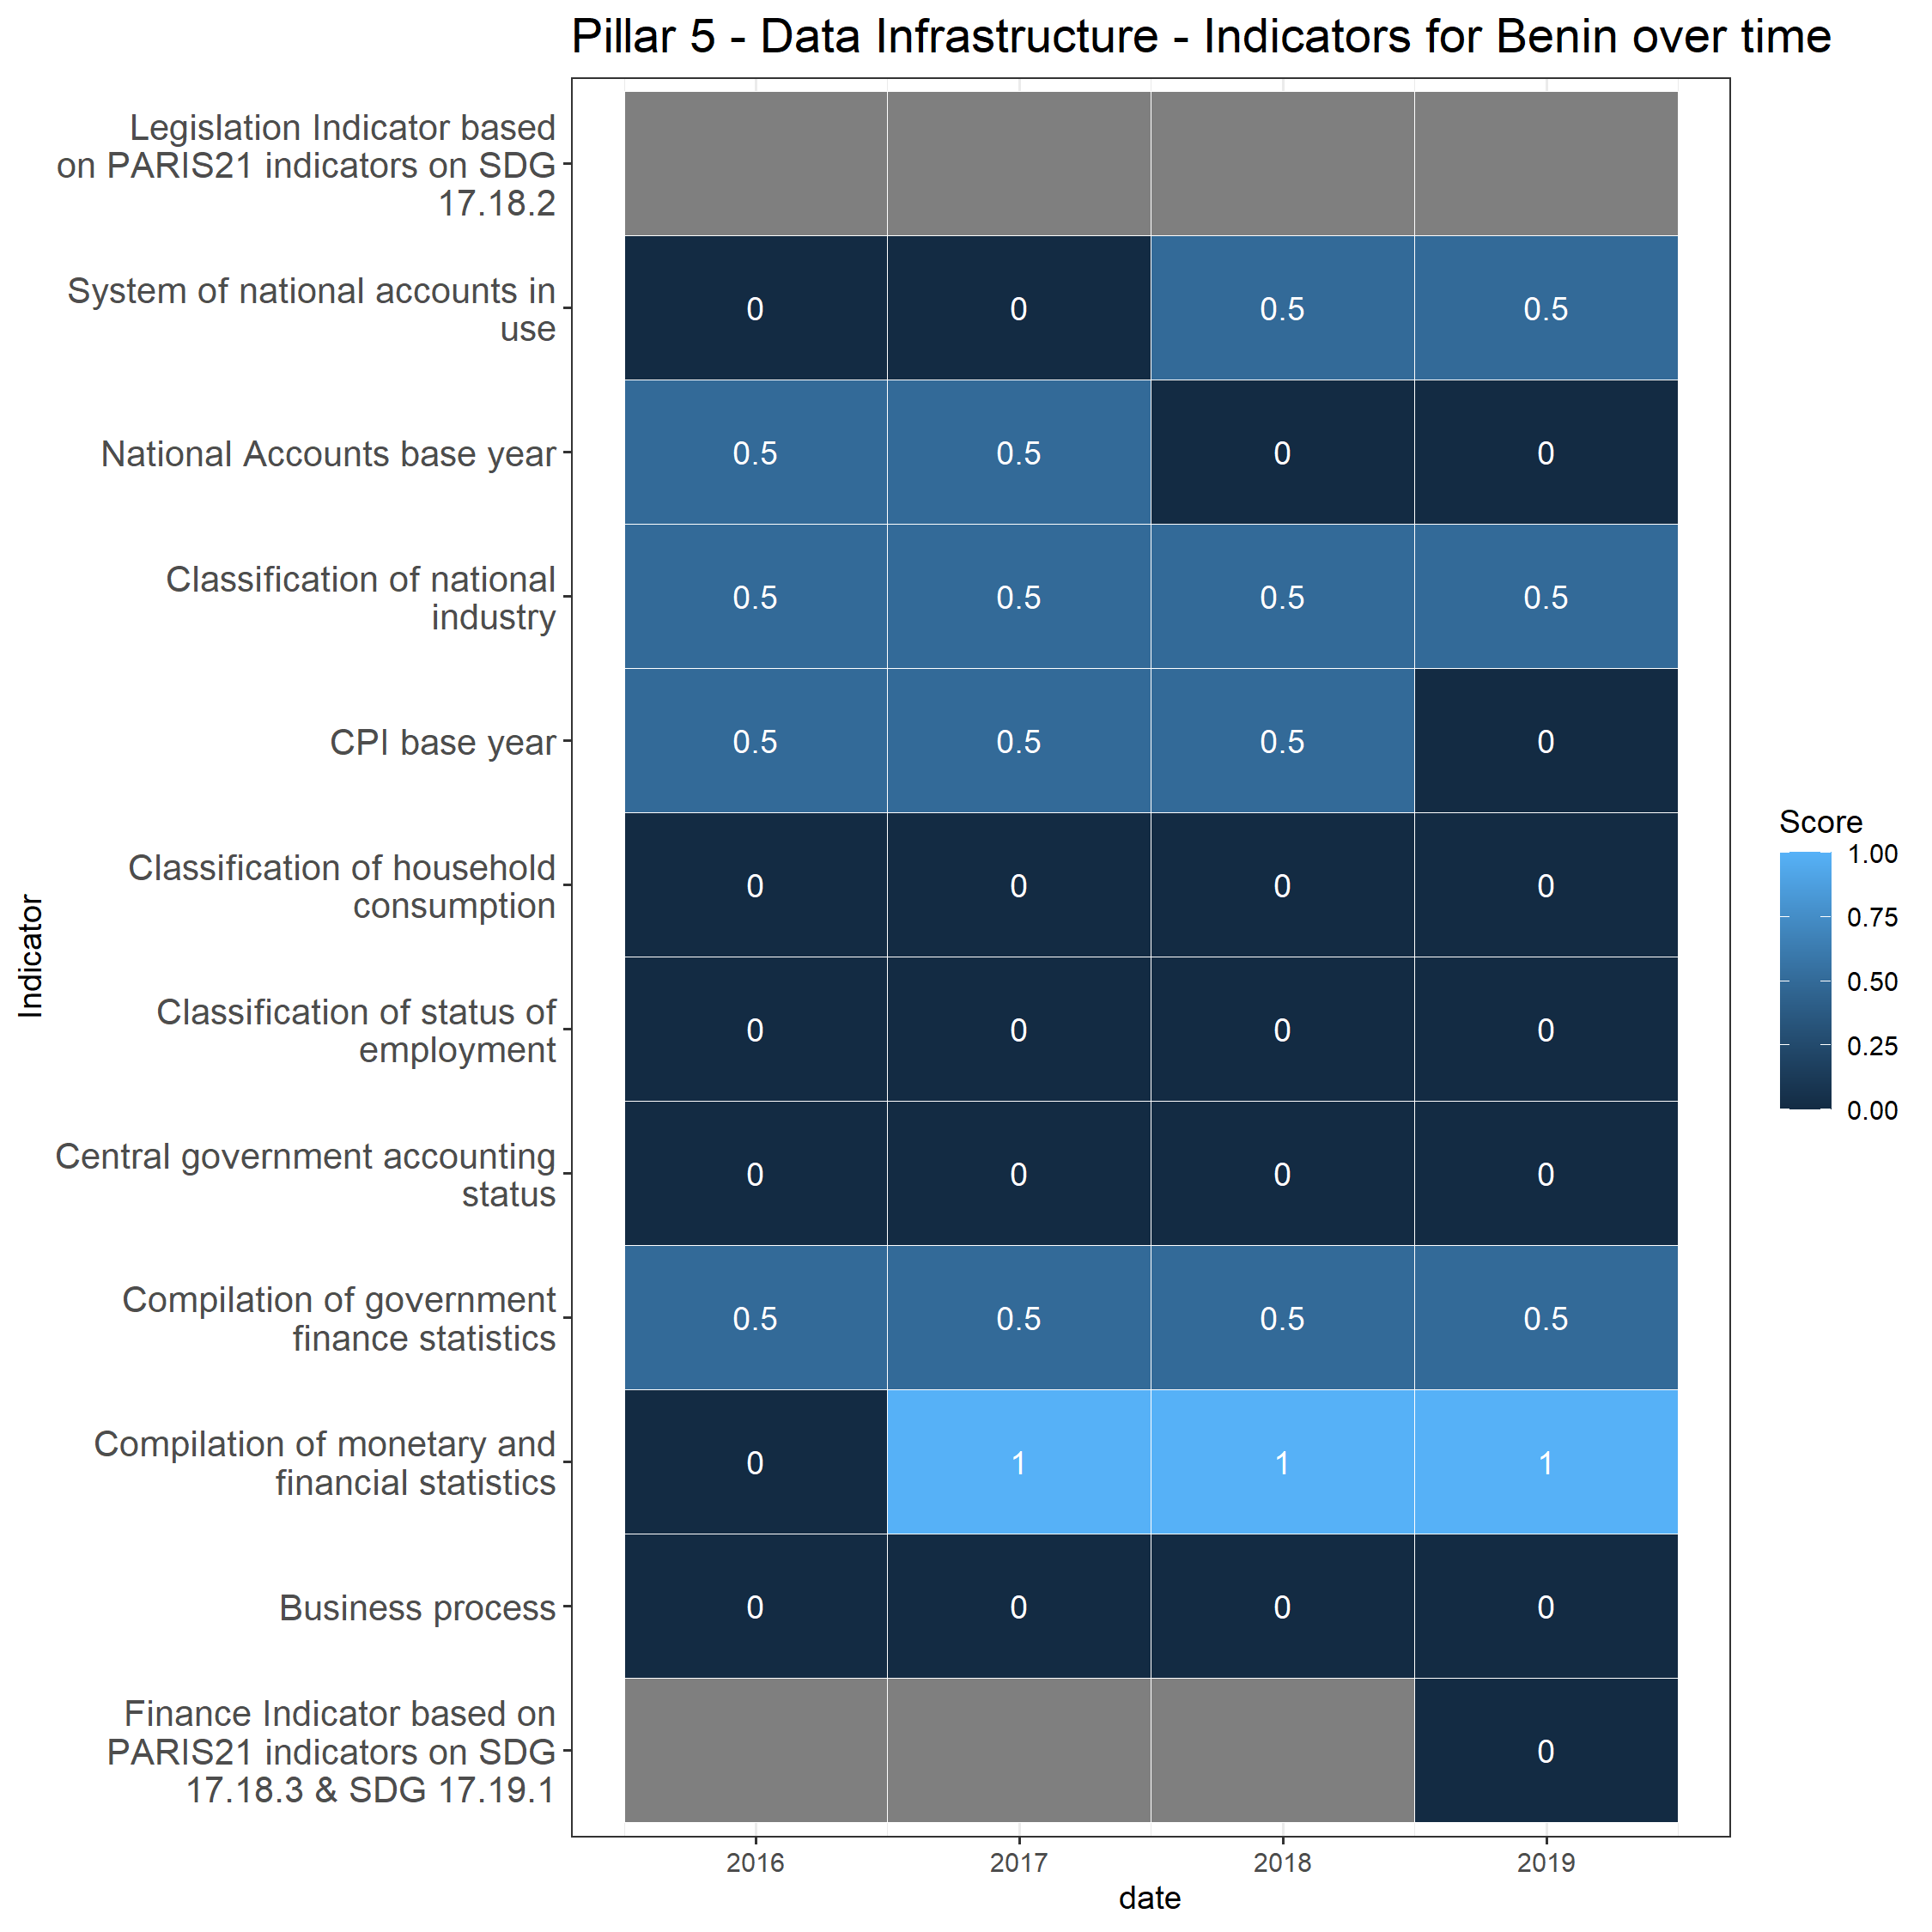 Pillar 5 - Data Infrastructure - Indicators for Benin over time
Legislation Indicator based
on PARIS21 indicators on SDG
17.18.2
System of national accounts in
use
0 0 0.5 0.5
National Accounts base year
0.5 0.5 0 0
Classification of national
industry
0.5 0.5 0.5 0.5
CPI base year
0.5 0.5 0.5 0
Classification of household
consumption
0 0 0 0
Classification of status of
employment
0 0 0 0
Central government accounting
status
0 0 0 0
Compilation of government
finance statistics
0.5 0.5 0.5 0.5
Compilation of monetary and
financial statistics
0 1 1 1
Business process
0 0 0 0
Finance Indicator based on
PARIS21 indicators on SDG
17.18.3 & SDG 17.19.1
0
2016 2017 2018 2019
date
Indicator
Score
1.00
0.75
0.50
0.25
0.00